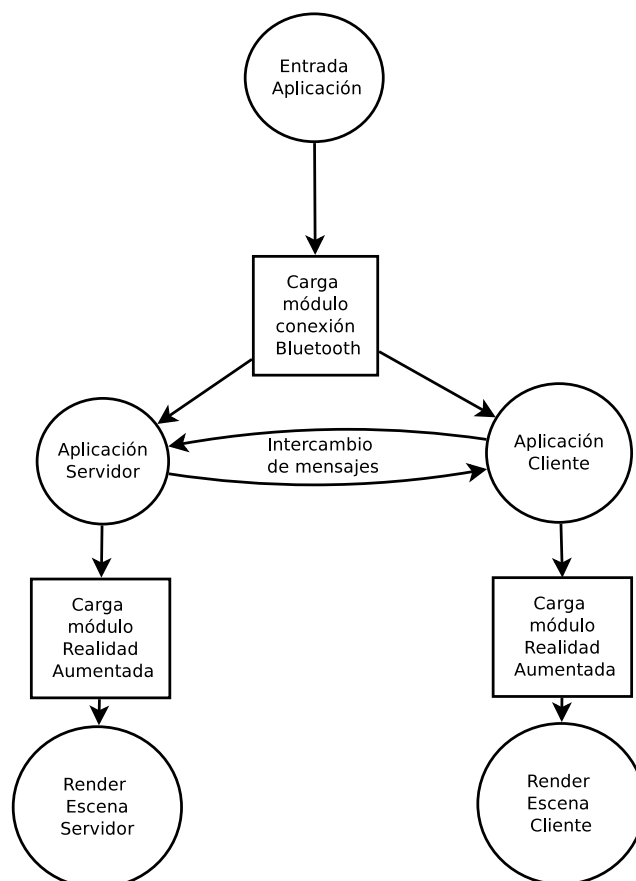 Entrada
Aplicación
Carga
módulo
conexión
Bluetooth
Aplicación
Servidor
Intercambio
de mensajes
Aplicación
Cliente
Carga
módulo
Realidad
Aumentada
Carga
módulo
Realidad
Aumentada
Render
Escena
Servidor
Render
Escena
Cliente